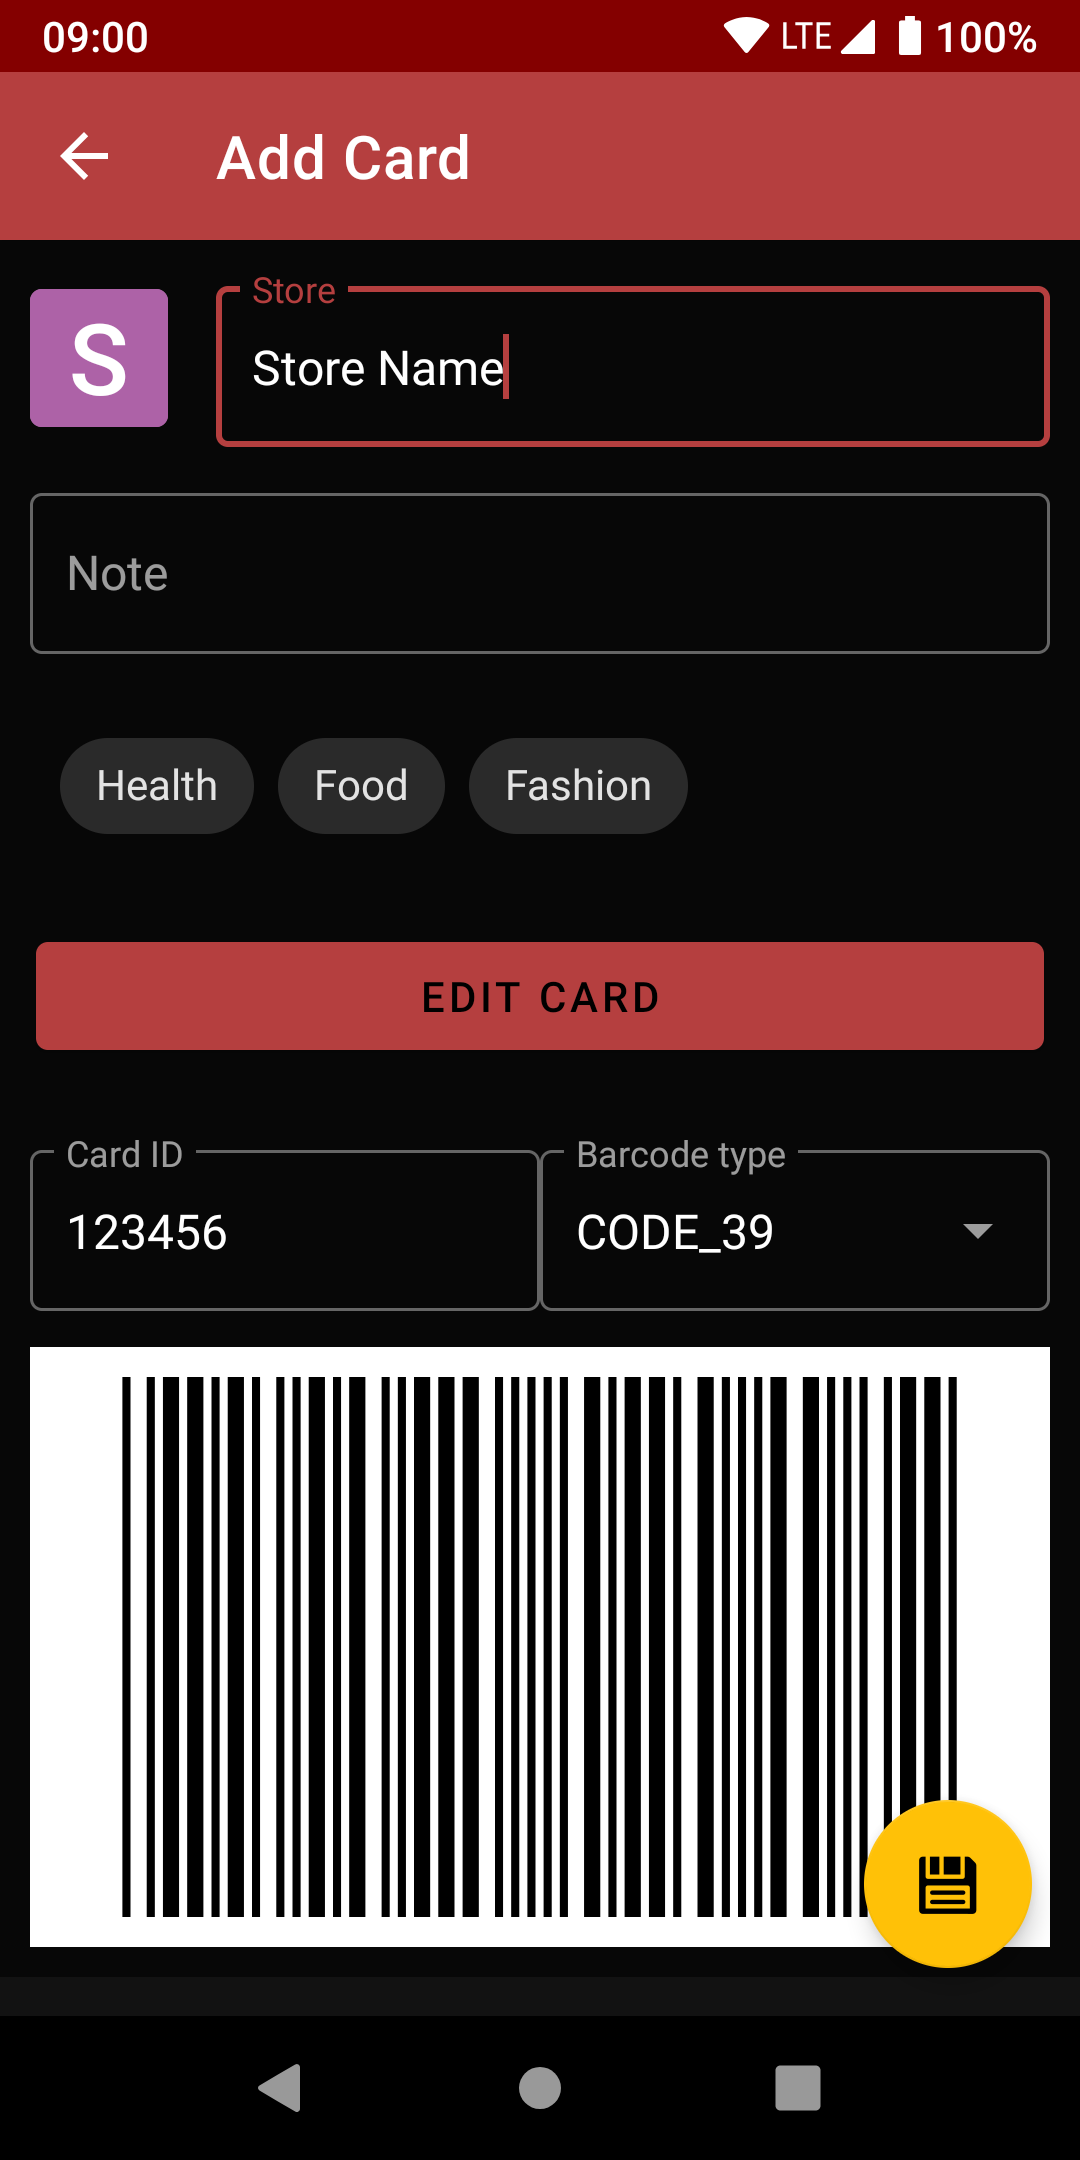 09:00 LTE 100%
Add Card
S
Store
Store Name
Note
Health Food Fashion
EDIT CARD
Card ID Barcode type
123456 CODE_39